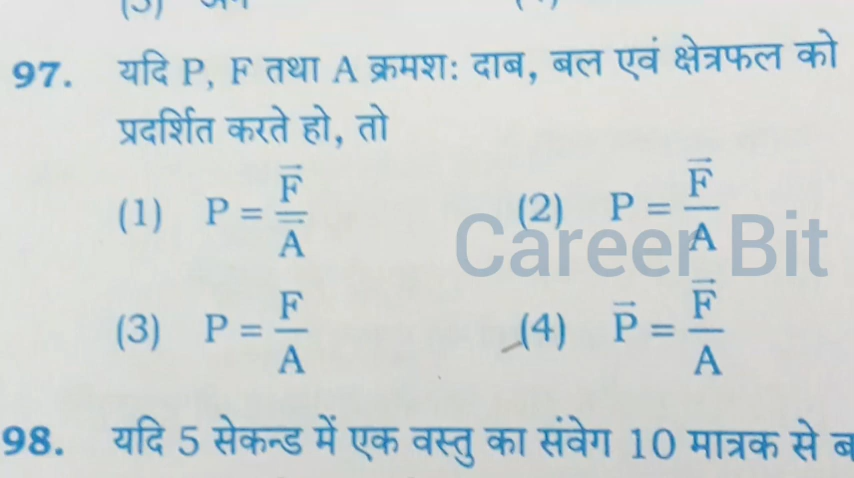 97. यदि P, F तथा A क्रमश: दाब, बल एवं क्षेत्रफल को
प्रदर्शित करते हो, तो
(1) P = F̅/A̅ (2) P = F̅/A
Career Bit
(3) P = F/A (4) P⃗ = F⃗/A
98. यदि 5 सेकन्ड में एक वस्तु का संवेग 10 मात्रक से